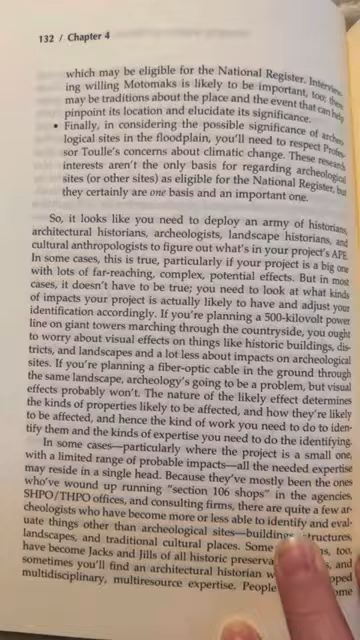 132 / Chapter 4
which may be eligible for the National Register. Interview-
ing willing Motomaks is likely to be important, too; there
may be traditions about the place and the event that can help
pinpoint its location and elucidate its significance.
• Finally, in considering the possible significance of archeo-
logical sites in the floodplain, you'll need to respect Profes-
sor Toulle's concerns about climatic change. These research
interests aren't the only basis for regarding archeological
sites (or other sites) as eligible for the National Register, but
they certainly are one basis and an important one.
So, it looks like you need to deploy an army of historians,
architectural historians, archeologists, landscape historians, and
cultural anthropologists to figure out what's in your project's APE.
In some cases, this is true, particularly if your project is a big one
with lots of far-reaching, complex, potential effects. But in most
cases, it doesn't have to be true; you need to look at what kinds
of impacts your project is actually likely to have and adjust your
identification accordingly. If you're planning a 500-kilovolt power
line on giant towers marching through the countryside, you ought
to worry about visual effects on things like historic buildings, dis-
tricts, and landscapes and a lot less about impacts on archeological
sites. If you're planning a fiber-optic cable in the ground through
the same landscape, archeology's going to be a problem, but visual
effects probably won't. The nature of the likely effect determines
the kinds of properties likely to be affected, and how they're likely
to be affected, and hence the kind of work you need to do to iden-
tify them and the kinds of expertise you need to do the identifying.
In some cases—particularly where the project is a small one,
with a limited range of probable impacts—all the needed expertise
may reside in a single head. Because they've mostly been the ones
who've wound up running "section 106 shops" in the agencies,
SHPO/THPO offices, and consulting firms, there are quite a few ar-
cheologists who have become more or less able to identify and eval-
uate things other than archeological sites—buildings, structures,
landscapes, and traditional cultural places. Some too,
have become Jacks and Jills of all historic and
sometimes you'll find an architectural historian
multidisciplinary, multiresource expertise. People